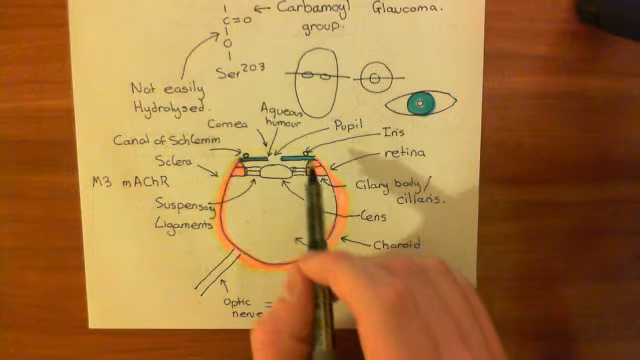 Carbamoyl Glaucoma.
group.
C=O
O
Ser203
Not easily
Hydrolysed.
Aqueous
humour
Cornea
Pupil
Iris
Canal of Schlemm
retina
Sclera
M3 mAChR
Cilary body/
Suspensory
Ligaments
Lens
Choroid
Optic
nerve
=